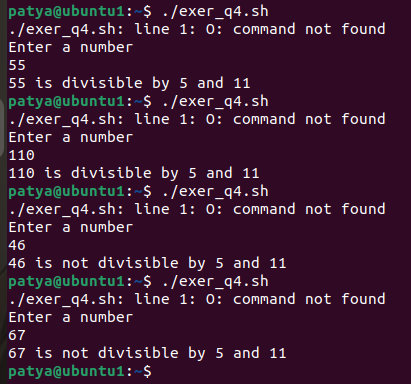 patya@ubuntu1:~$ ./exer_q4.sh
./exer_q4.sh: line 1: O: command not found
Enter a number
55
55 is divisible by 5 and 11
patya@ubuntu1:~$ ./exer_q4.sh
./exer_q4.sh: line 1: O: command not found
Enter a number
110
110 is divisible by 5 and 11
patya@ubuntu1:~$ ./exer_q4.sh
./exer_q4.sh: line 1: O: command not found
Enter a number
46
46 is not divisible by 5 and 11
patya@ubuntu1:~$ ./exer_q4.sh
./exer_q4.sh: line 1: O: command not found
Enter a number
67
67 is not divisible by 5 and 11
patya@ubuntu1:~$